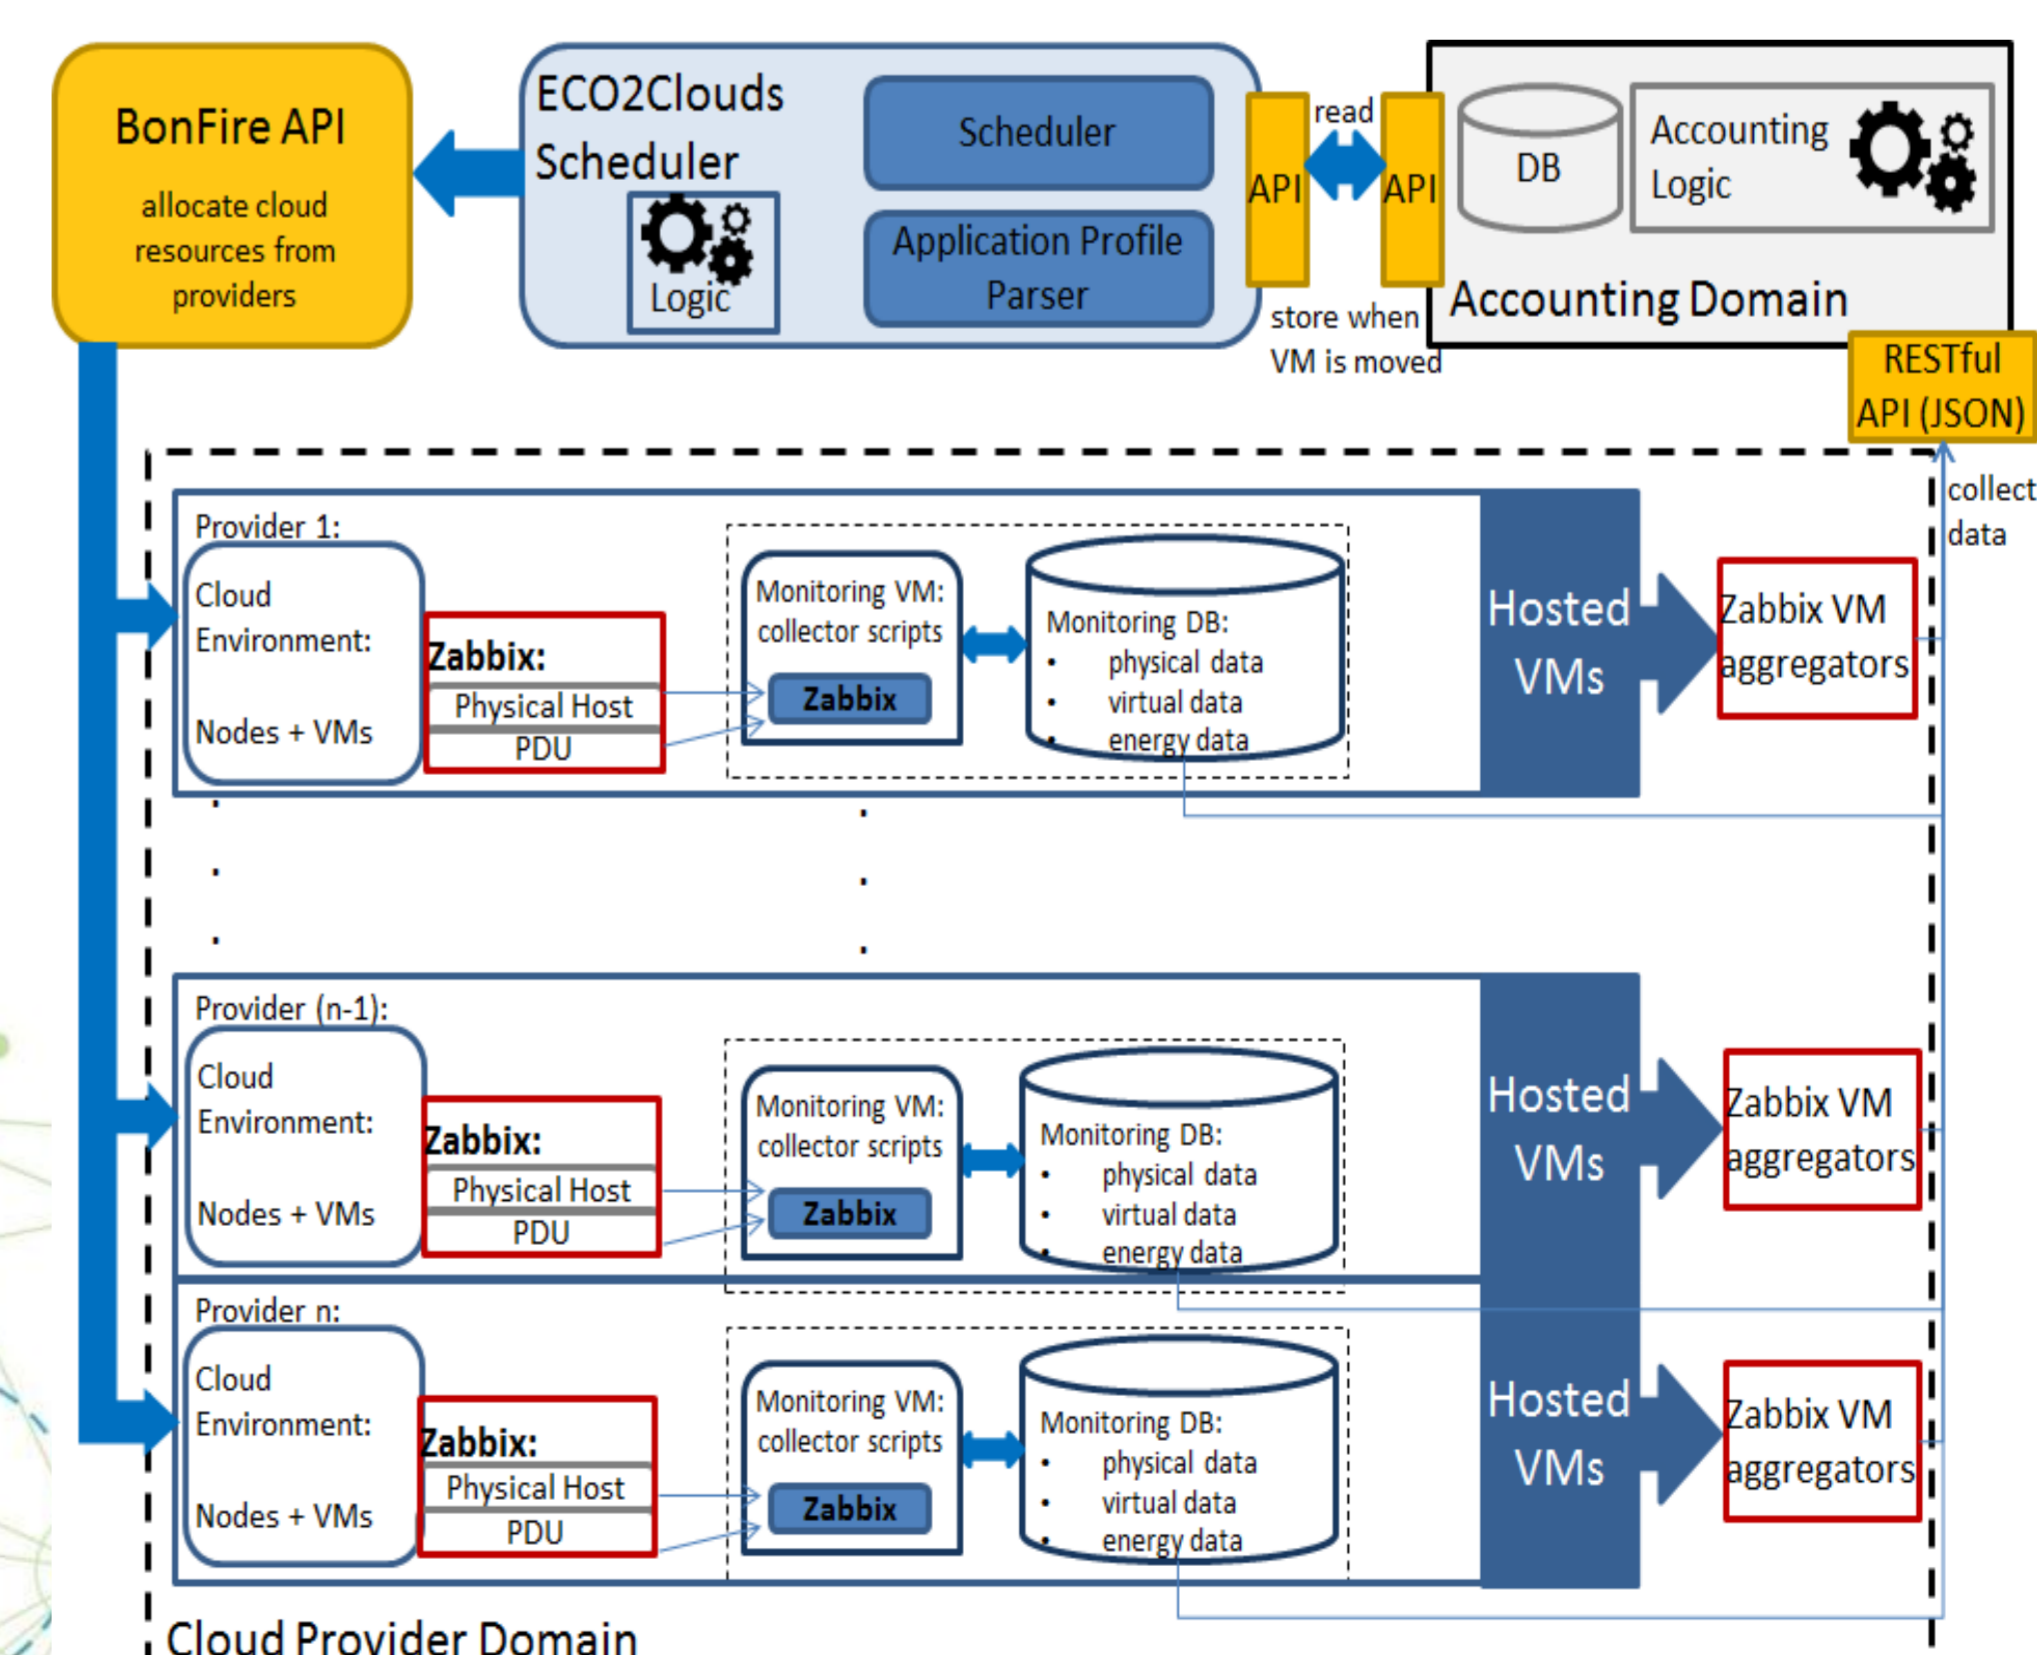 BonFire API
allocate cloud
resources from
providers
ECO2Clouds
Scheduler
Logic
Scheduler
Application Profile
Parser
API
read
API
store when
VM is moved
DB
Accounting
Logic
Accounting Domain
RESTful
API (JSON)
collect
data
Provider 1:
Cloud
Environment:
Nodes + VMs
Zabbix:
Physical Host
PDU
Monitoring VM:
collector scripts
Zabbix
Monitoring DB:
• physical data
• virtual data
• energy data
Hosted
VMs
Zabbix VM
aggregators
.
.
.
.
.
.
Provider (n-1):
Cloud
Environment:
Nodes + VMs
Zabbix:
Physical Host
PDU
Monitoring VM:
collector scripts
Zabbix
Monitoring DB:
• physical data
• virtual data
• energy data
Hosted
VMs
Zabbix VM
aggregators
Provider n:
Cloud
Environment:
Nodes + VMs
Zabbix:
Physical Host
PDU
Monitoring VM:
collector scripts
Zabbix
Monitoring DB:
• physical data
• virtual data
• energy data
Hosted
VMs
Zabbix VM
aggregators
Cloud Provider Domain